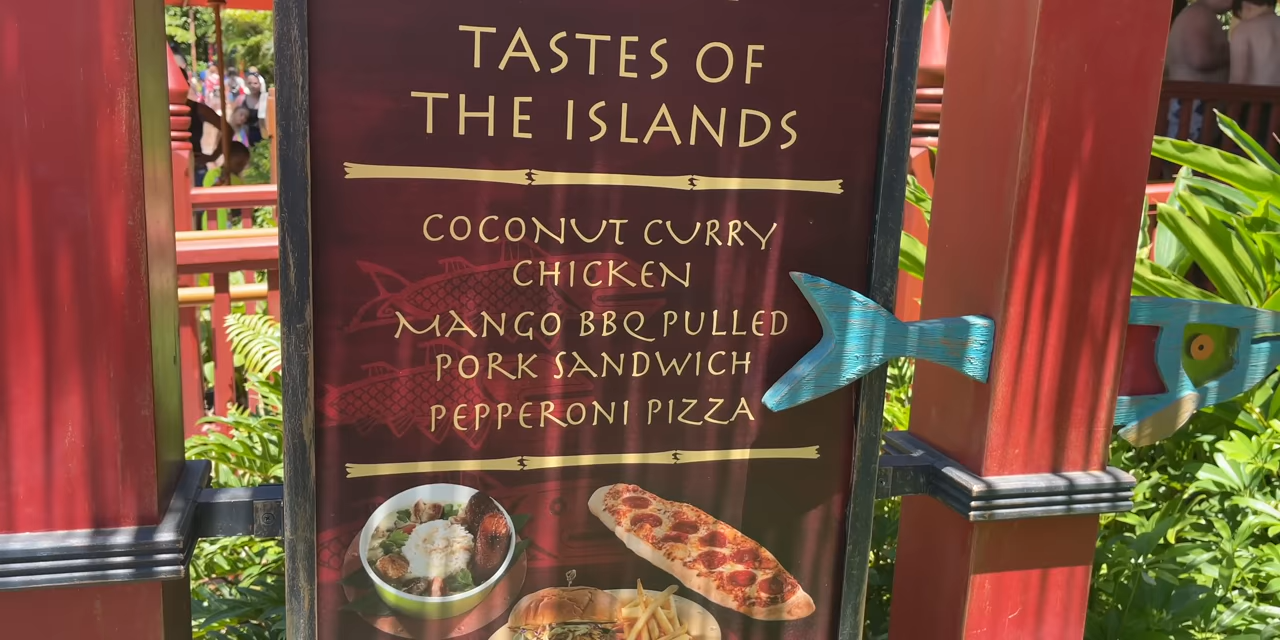 TASTES OF
THE ISLANDS
COCONUT CURRY
CHICKEN
MANGO BBQ PULLED
PORK SANDWICH
PEPPERONI PIZZA